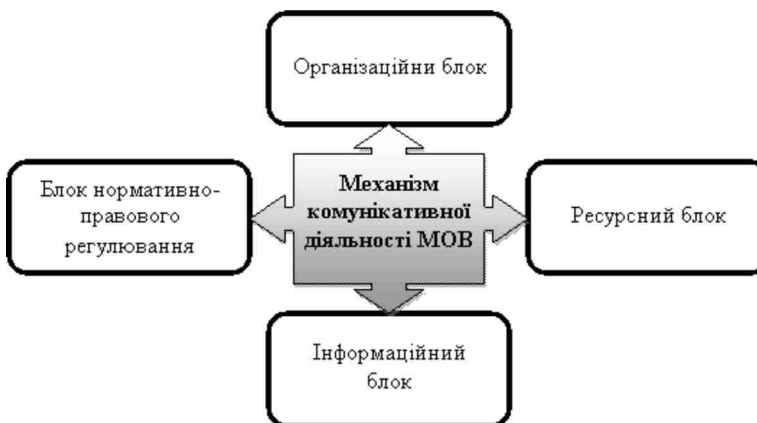 Організаційни блок
Блок нормативно-
правового
регулювання
Механізм
комунікативної
діяльності МОВ
Ресурсний блок
Інформаційний
блок